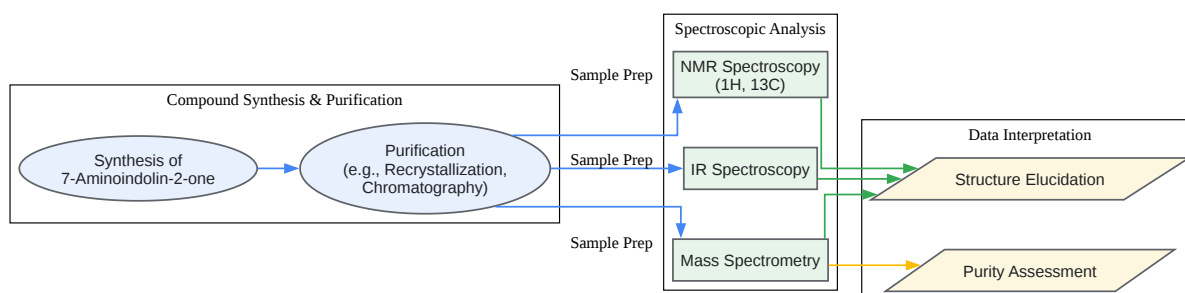 Compound Synthesis & Purification
Synthesis of
7-Aminoindolin-2-one
Purification
(e.g., Recrystallization,
Chromatography)
Sample Prep
Sample Prep
Sample Prep
Spectroscopic Analysis
NMR Spectroscopy
(1H, 13C)
IR Spectroscopy
Mass Spectrometry
Data Interpretation
Structure Elucidation
Purity Assessment